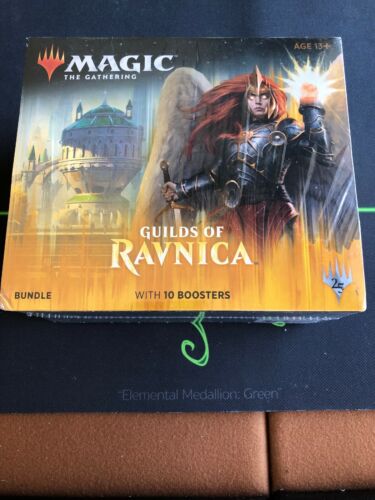 AGE 13+
MAGIC
THE GATHERING
GUILDS OF
RAVNICA
BUNDLE
WITH 10 BOOSTERS
25
"Elemental Medallion: Green"